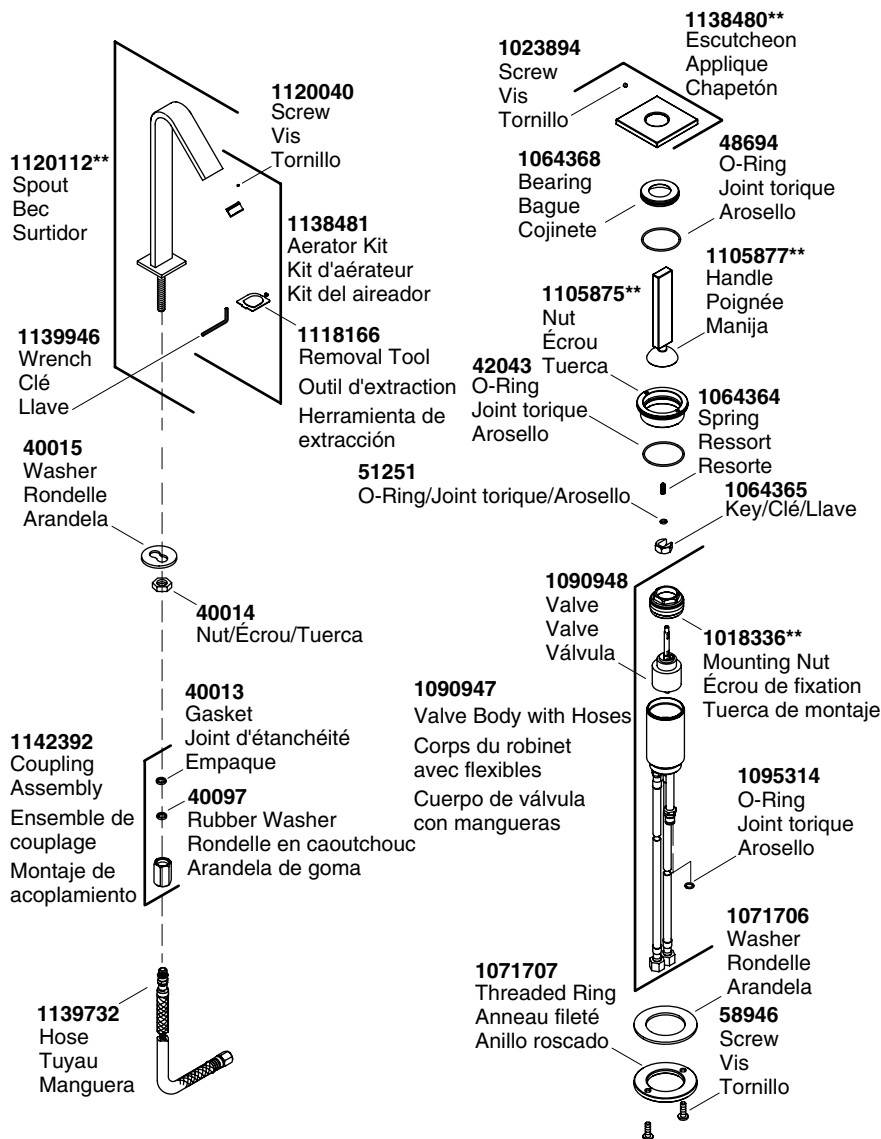 1120040
Screw
Vis
Tornillo
1120112**
Spout
Bec
Surtidor
1138481
Aerator Kit
Kit d'aérateur
Kit del aireador
1139946
Wrench
Clé
Llave
1118166
Removal Tool
Outil d'extraction
Herramienta de
extracción
40015
Washer
Rondelle
Arandela
40014
Nut/Écrou/Tuerca
40013
Gasket
Joint d'étanchéité
Empaque
1142392
Coupling
Assembly
Ensemble de
couplage
Montaje de
acoplamiento
40097
Rubber Washer
Rondelle en caoutchouc
Arandela de goma
1139732
Hose
Tuyau
Manguera
1138480**
Escutcheon
Applique
Chapetón
1023894
Screw
Vis
Tornillo
48694
O-Ring
Joint torique
Arosello
1064368
Bearing
Bague
Cojinete
1105877**
Handle
Poignée
Manija
1105875**
Nut
Écrou
Tuerca
42043
O-Ring
Joint torique
Arosello
1064364
Spring
Ressort
Resorte
51251
O-Ring/Joint torique/Arosello
1064365
Key/Clé/Llave
1090948
Valve
Valve
Válvula
1018336**
Mounting Nut
Écrou de fixation
Tuerca de montaje
1090947
Valve Body with Hoses
Corps du robinet
avec flexibles
Cuerpo de válvula
con mangueras
1095314
O-Ring
Joint torique
Arosello
1071706
Washer
Rondelle
Arandela
1071707
Threaded Ring
Anneau fileté
Anillo roscado
58946
Screw
Vis
Tornillo